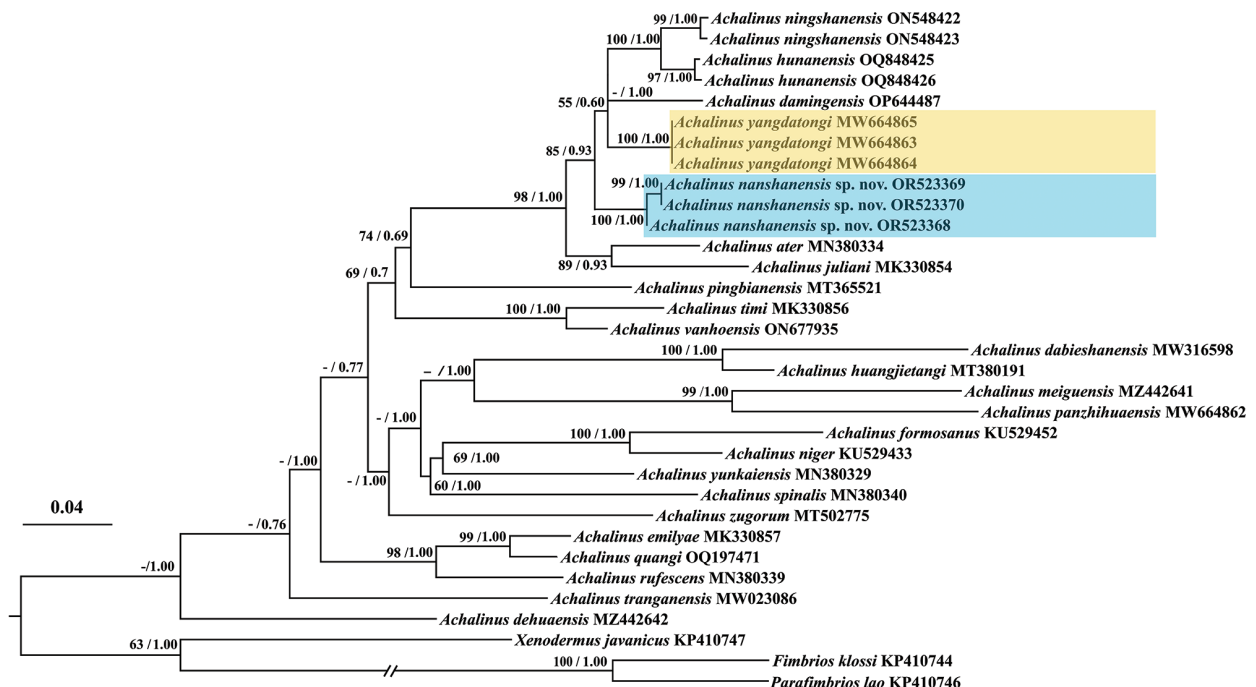 99 /1.00
Achalinus ningshanensis ON548422
Achalinus ningshanensis ON548423
100 /1.00
Achalinus hunanensis OQ848425
97 /1.00
Achalinus hunanensis OQ848426
- / 1.00
55 /0.60
Achalinus damingensis OP644487
Achalinus yangdatongi MW664865
100 /1.00
Achalinus yangdatongi MW664863
85 / 0.93
Achalinus yangdatongi MW664864
99 /1.00
Achalinus nanshanensis sp. nov. OR523369
98 / 1.00
Achalinus nanshanensis sp. nov. OR523370
100 /1.00
Achalinus nanshanensis sp. nov. OR523368
74 / 0.69
Achalinus ater MN380334
89 / 0.93
Achalinus juliani MK330854
69 / 0.7
Achalinus pingbianensis MT365521
100 / 1.00
Achalinus timi MK330856
Achalinus vanhoensis ON677935
100 / 1.00
Achalinus dabieshanensis MW316598
- / 0.77
– / 1.00
Achalinus huangjietangi MT380191
99 / 1.00
Achalinus meiguensis MZ442641
Achalinus panzhihuaensis MW664862
- / 1.00
100 / 1.00
Achalinus formosanus KU529452
Achalinus niger KU529433
69 /1.00
- /1.00
Achalinus yunkaiensis MN380329
- / 1.00
60 /1.00
Achalinus spinalis MN380340
0.04
Achalinus zugorum MT502775
- /0.76
99 /1.00
Achalinus emilyae MK330857
98 /1.00
Achalinus quangi OQ197471
-/1.00
Achalinus rufescens MN380339
Achalinus tranganensis MW023086
Achalinus dehuaensis MZ442642
63 / 1.00
Xenodermus javanicus KP410747
100 / 1.00
Fimbrios klossi KP410744
Parafimbrios lao KP410746